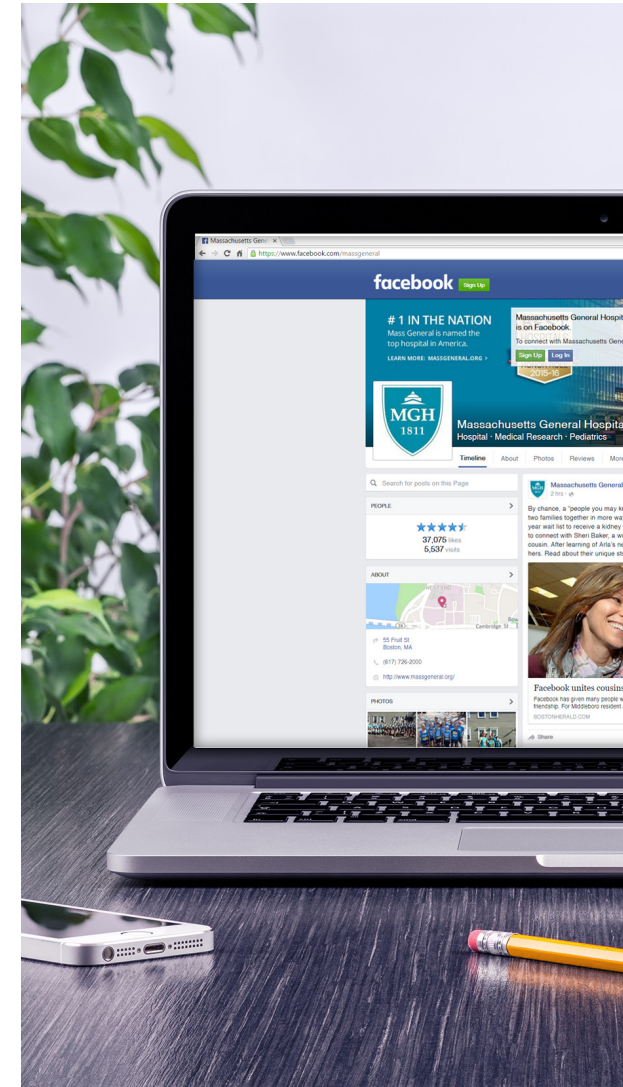 Massachusetts Gene
https://www.facebook.com/massgeneral
facebook
Sign Up
# 1 IN THE NATION
Mass General is named the
top hospital in America.
LEARN MORE: MASSGENERAL.ORG >
Massachusetts General Hospit
is on Facebook.
To connect with Massachusetts Gene
Sign Up Log In
2015-16
MGH
1811
Massachusetts General Hospita
Hospital · Medical Research · Pediatrics
Timeline About Photos Reviews More
Search for posts on this Page
PEOPLE
37,075 likes
5,537 visits
ABOUT
Cambridge St
55 Fruit St
Boston, MA
(617) 726-2000
http://www.massgeneral.org/
PHOTOS
MGH
Massachusetts General
2 hrs
By chance, a "people you may k
two families together in more wa
year wait list to receive a kidney
to connect with Sheri Baker, a w
cousin. After learning of Arla's ne
hers. Read about their unique st
Facebook unites cousins
Facebook has given many people w
friendship. For Middleboro resident
BOSTONHERALD.COM
Share